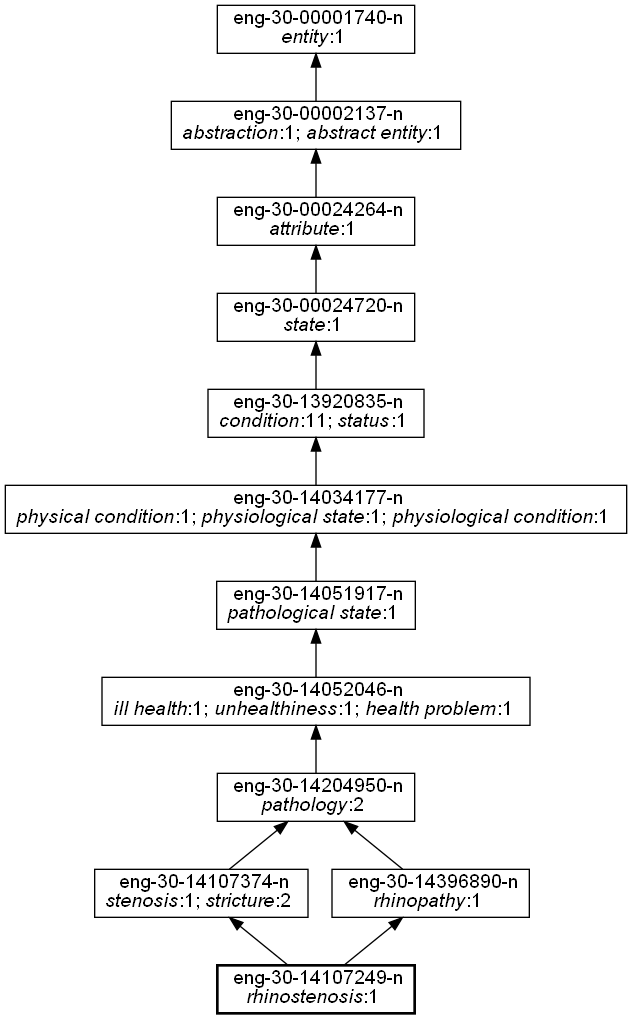 eng-30-00001740-n
entity:1
eng-30-00002137-n
abstraction:1; abstract entity:1
eng-30-00024264-n
attribute:1
eng-30-00024720-n
state:1
eng-30-13920835-n
condition:11; status:1
eng-30-14034177-n
physical condition:1; physiological state:1; physiological condition:1
eng-30-14051917-n
pathological state:1
eng-30-14052046-n
ill health:1; unhealthiness:1; health problem:1
eng-30-14204950-n
pathology:2
eng-30-14107374-n
stenosis:1; stricture:2
eng-30-14396890-n
rhinopathy:1
eng-30-14107249-n
rhinostenosis:1